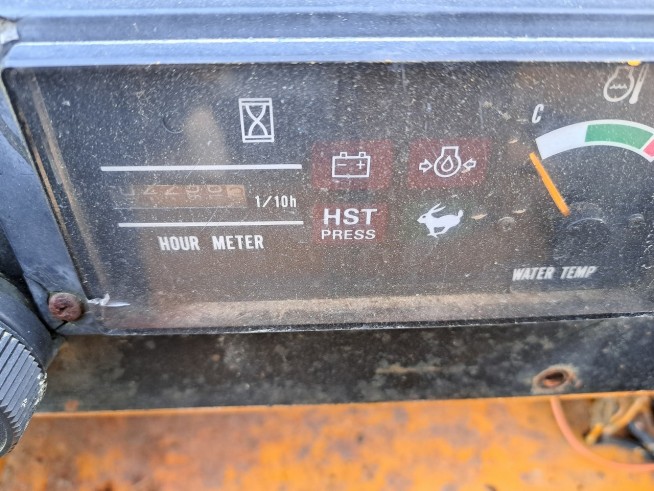 C
1/10h
HOUR METER
HST
PRESS
WATER TEMP